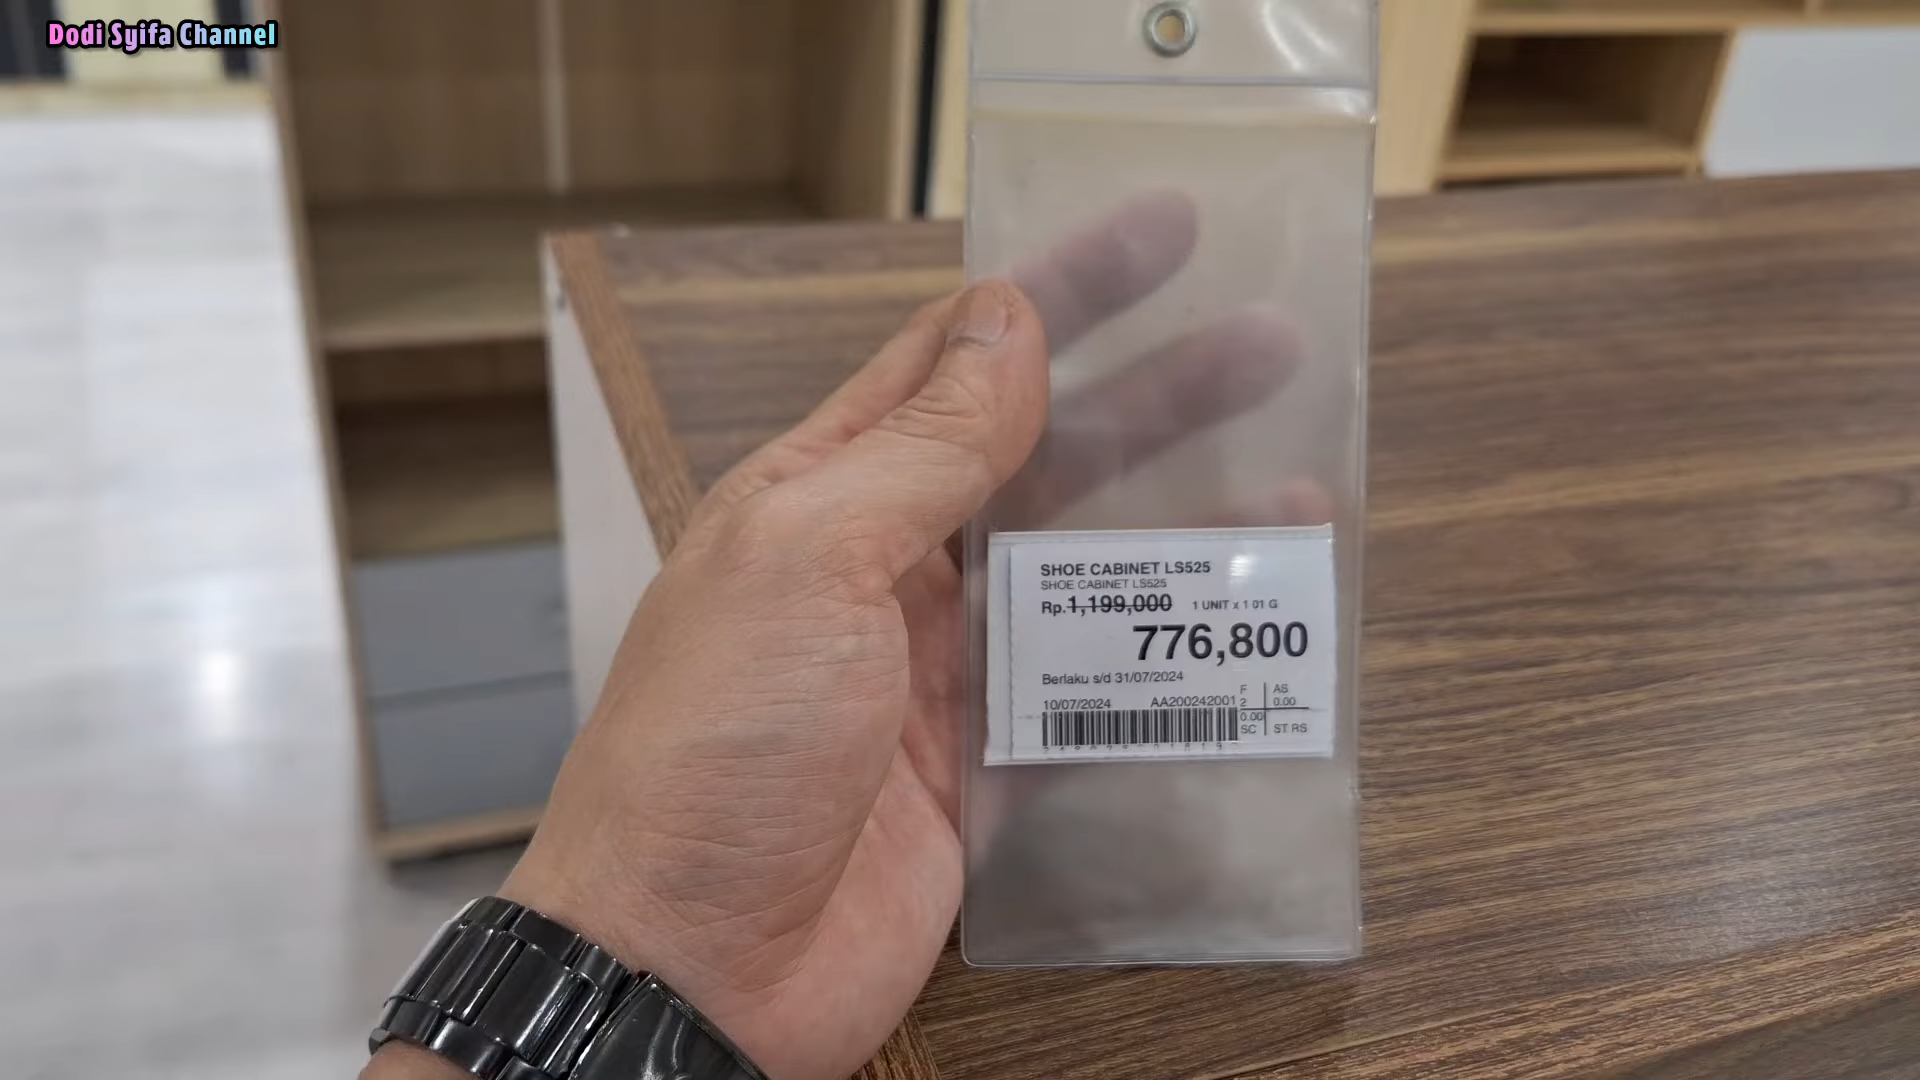 Dodi Syifa Channel
SHOE CABINET LS525
SHOE CABINET LS525
Rp.1,199,000 1 UNIT x 1 01 G
776,800
Berlaku s/d 31/07/2024
10/07/2024 AA200242001
F AS
2 0.00
0.00
SC ST RS